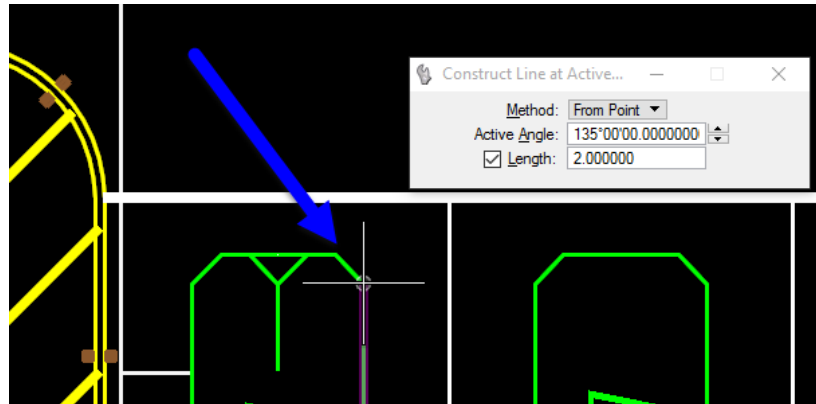 Construct Line at Active...
Method: From Point
Active Angle: 135°00'00.0000000
Length: 2.000000